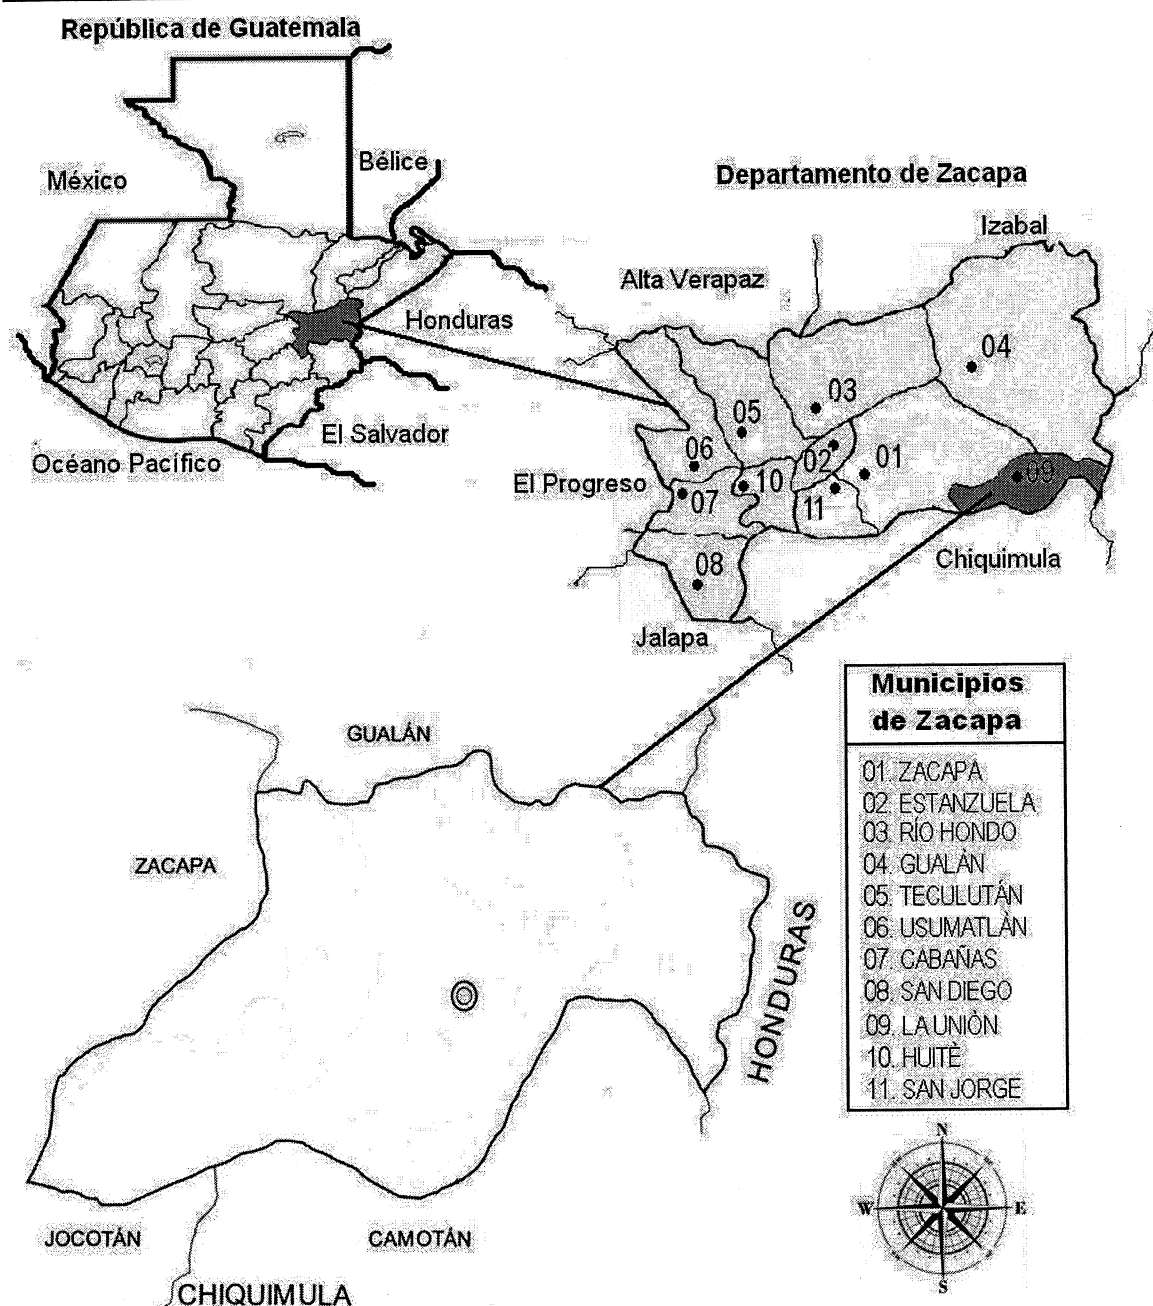 República de Guatemala
México
Bélice
Honduras
El Salvador
Océano Pacífico
Departamento de Zacapa
Izabal
Alta Verapaz
04
03
05
06
02
01
09
El Progreso
10
07
11
Chiquimula
08
Jalapa
Municipios
de Zacapa
01. ZACAPA
02. ESTANZUELA
03. RÍO HONDO
04. GUALÀN
05. TECULUTÁN
06. USUMATLÀN
07. CABAÑAS
08. SAN DIEGO
09. LA UNIÒN
10. HUITÈ
11. SAN JORGE
GUALÁN
ZACAPA
HONDURAS
JOCOTÁN
CAMOTÁN
CHIQUIMULA
N
W
E
S